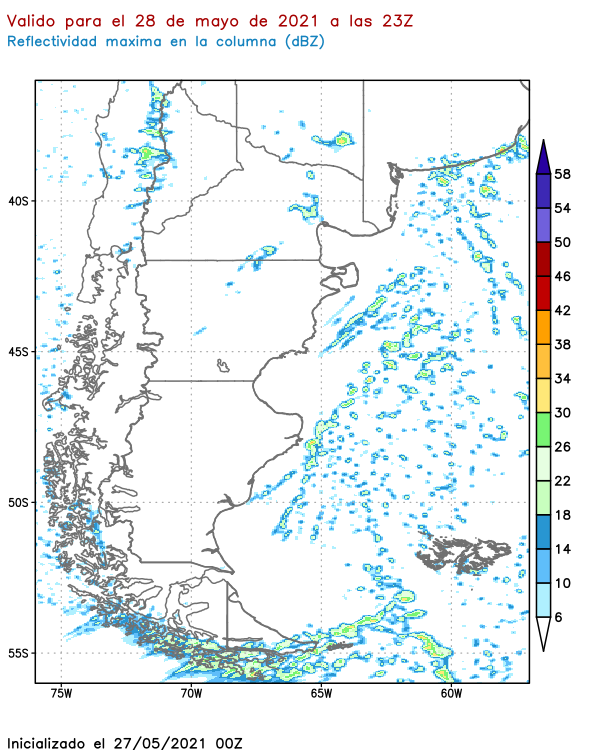 Valido para el 28 de mayo de 2021 a las 23Z
Reflectividad maxima en la columna (dBZ)
58
54
50
46
42
38
34
30
26
22
18
14
10
6
40S
45S
50S
55S
75W 70W 65W 60W
Inicializado el 27/05/2021 00Z